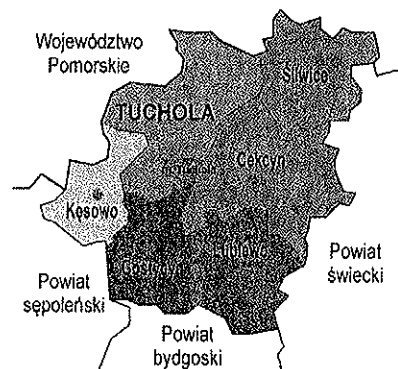 Województwo
Pomorskie
Śliwice
TUCHOLA
Cekcyn
Kęsowo
Gostycyn
Lubiewo
Powiat
sępoleński
Powiat
świecki
Powiat
bydgoski